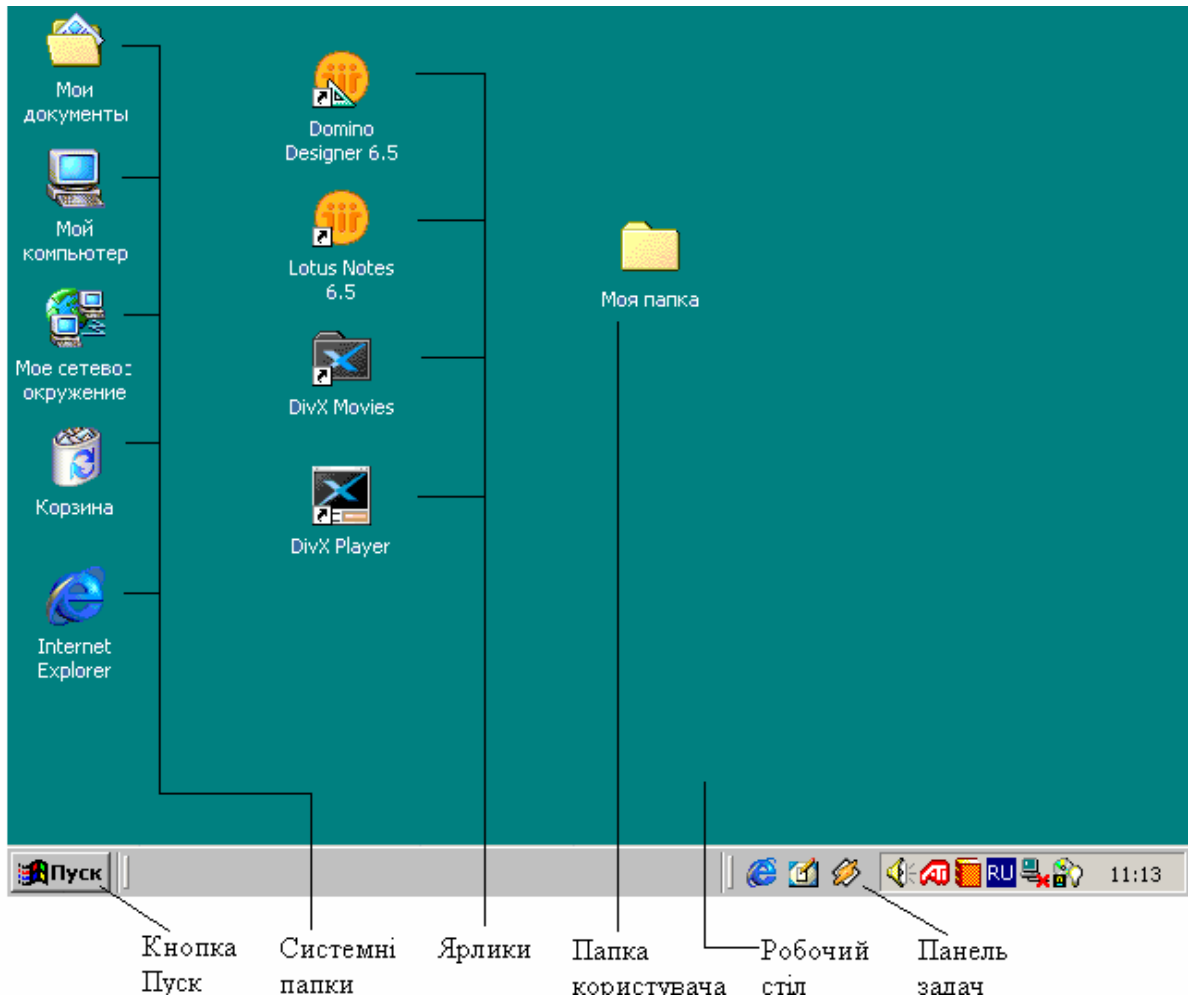 Мои
документы
Мой
компьютер
Мое сетевое
окружение
Корзина
Internet
Explorer
Domino
Designer 6.5
Lotus Notes
6.5
DivX Movies
DivX Player
Моя папка
Пуск
RU
11:13
Кнопка
Пуск
Системні
папки
Ярлики
Папка
користувача
Робочий
стіл
Панель
задач